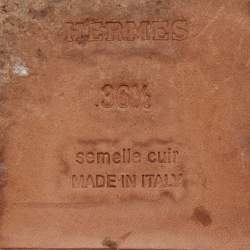 HERMES
36½
semelle cuir
MADE IN ITALY